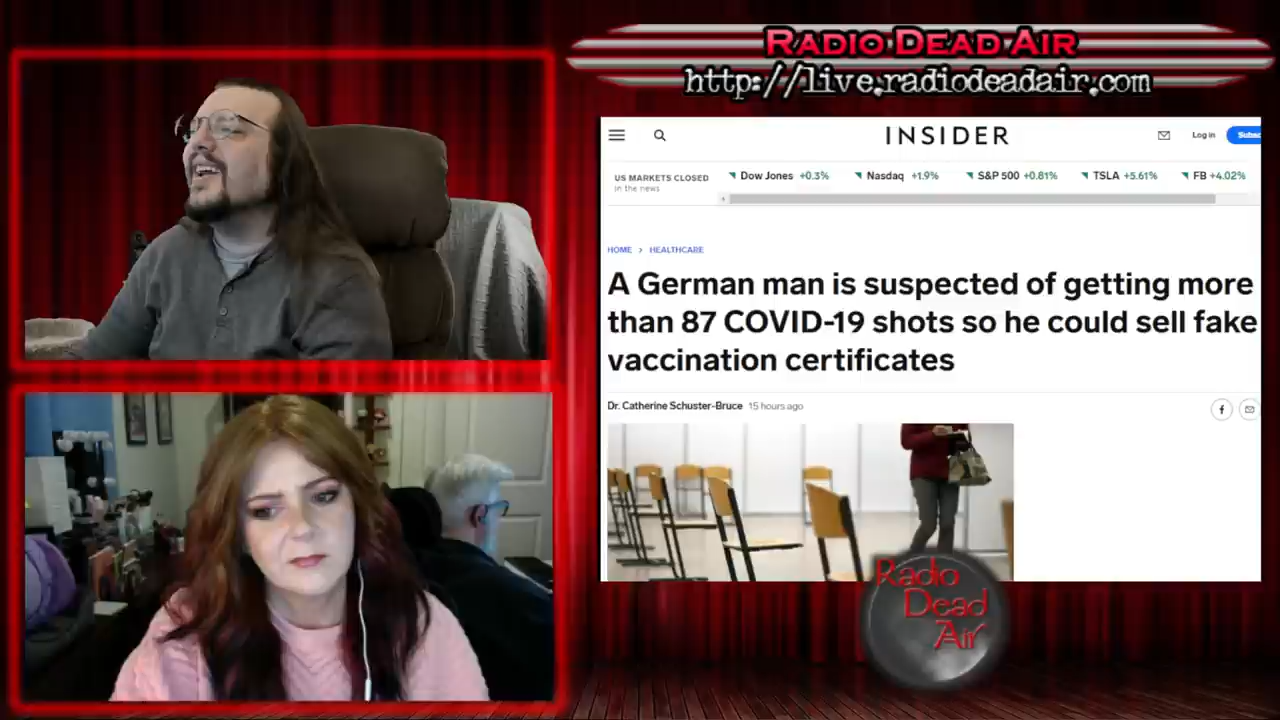 RADIO DEAD AIR
http://live.radiodeadair.com
INSIDER
Log in
Subsc
US MARKETS CLOSED
In the news
Dow Jones +0.3%
Nasdaq +1.9%
S&P 500 +0.81%
TSLA +5.61%
FB +4.02%
HOME > HEALTHCARE
A German man is suspected of getting more
than 87 COVID-19 shots so he could sell fake
vaccination certificates
Dr. Catherine Schuster-Bruce 15 hours ago
Radio
Dead
Air